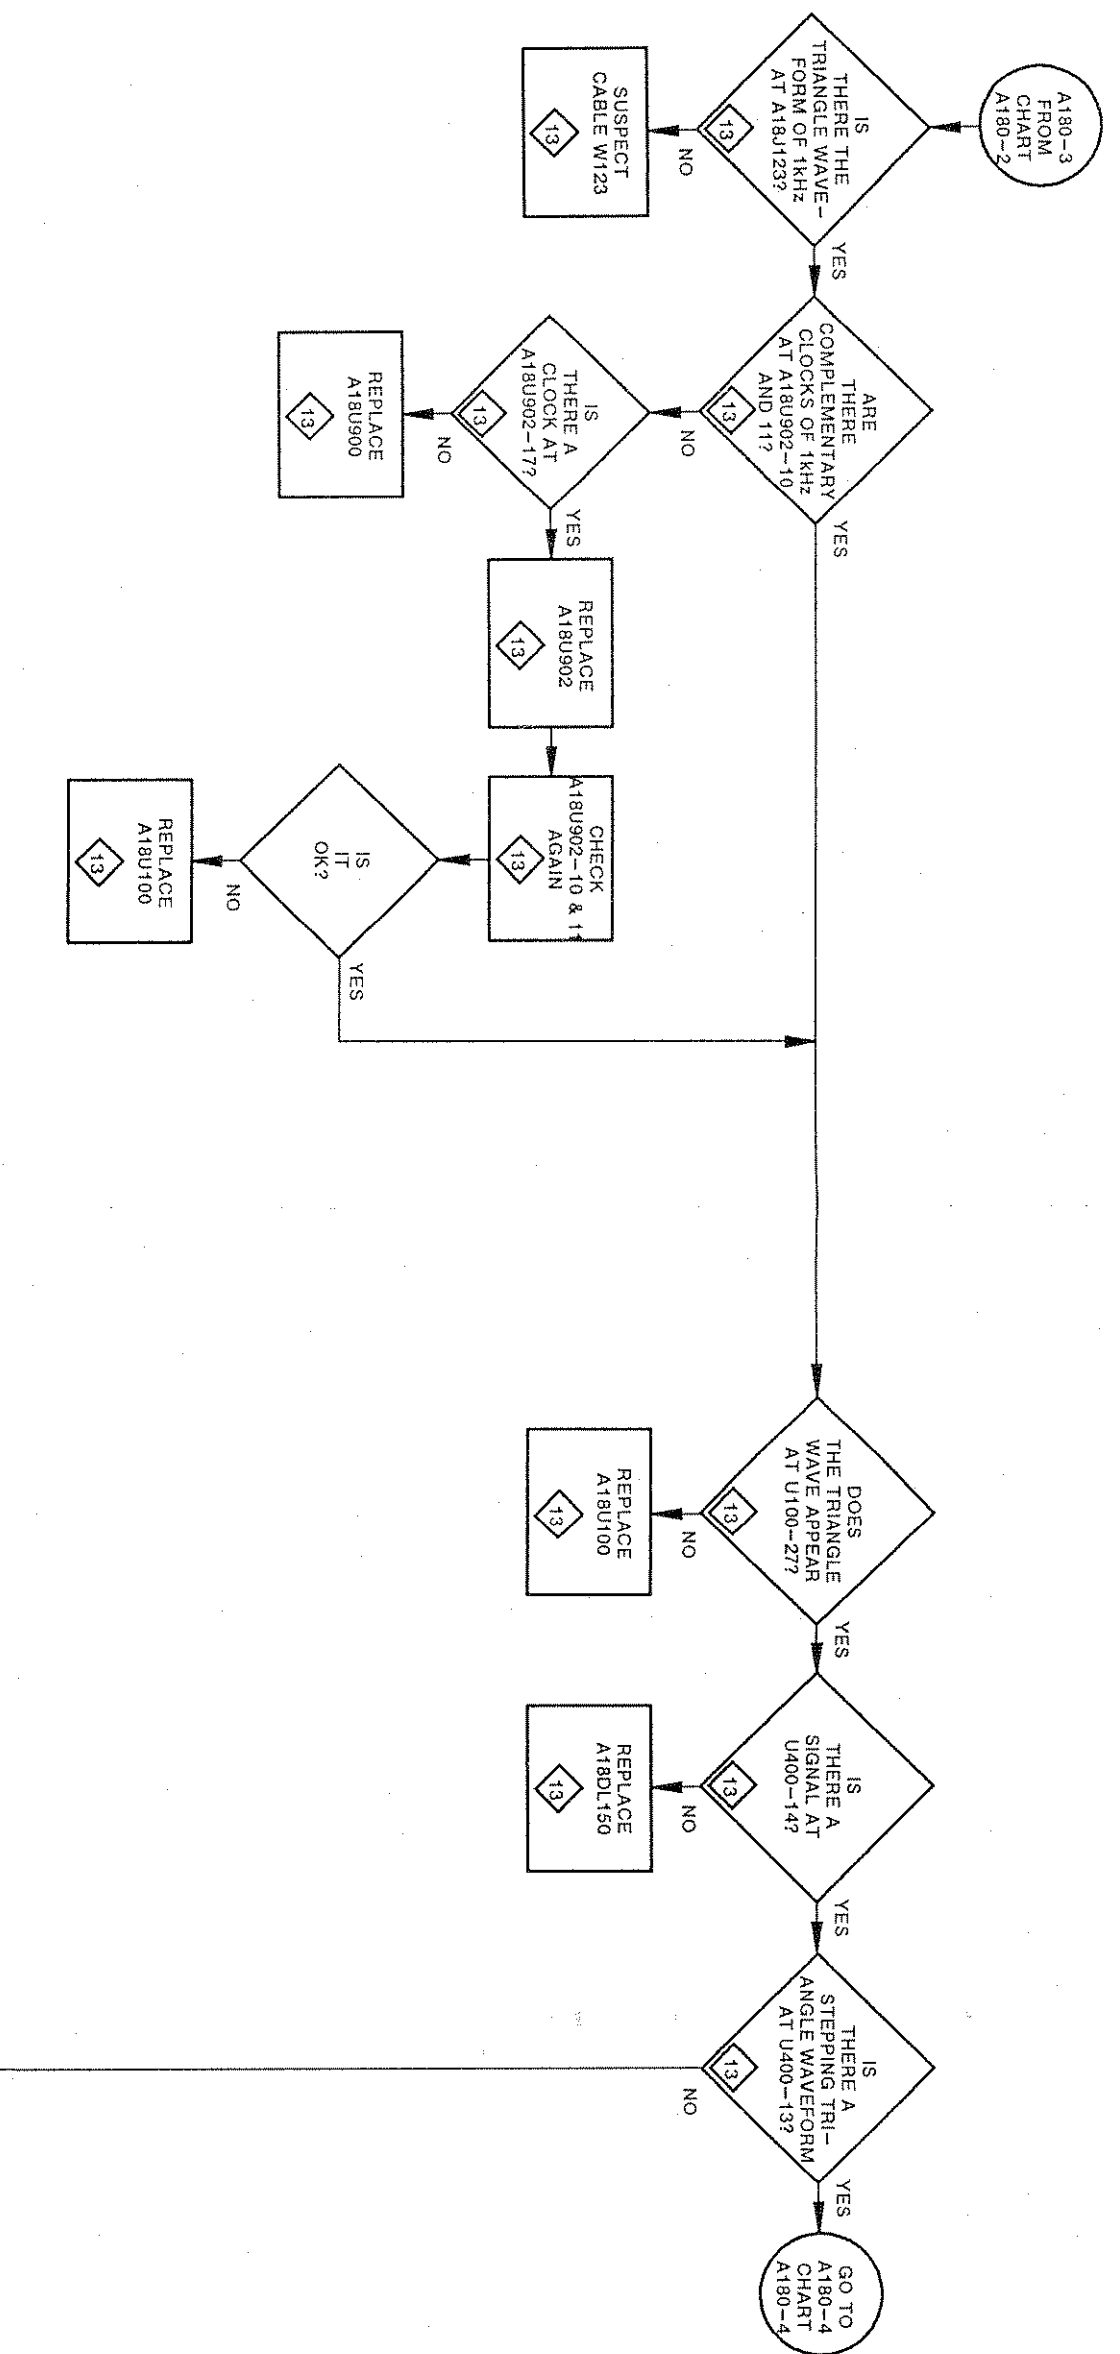 A180-3
FROM
CHART
A180-2
IS
THERE THE
TRIANGLE WAVE-
FORM OF 1kHz
AT A18J123?
13
NO
SUSPECT
CABLE W123
13
YES
ARE
THERE
COMPLEMENTARY
CLOCKS OF 1kHz
AT A18U902-10
AND 11?
13
NO
IS
THERE A
CLOCK AT
A18U902-17?
13
NO
REPLACE
A18U900
13
YES
REPLACE
A18U902
13
CHECK
A18U902-10 & 11
AGAIN
13
IS
IT
OK?
NO
REPLACE
A18U100
13
YES
YES
DOES
THE TRIANGLE
WAVE APPEAR
AT U100-27?
13
NO
REPLACE
A18U100
13
YES
IS
THERE A
SIGNAL AT
U400-14?
13
NO
REPLACE
A18DL150
13
YES
IS
THERE A
STEPPING TRI-
ANGLE WAVEFORM
AT U400-13?
13
NO
YES
GO TO
A180-4
CHART
A180-4